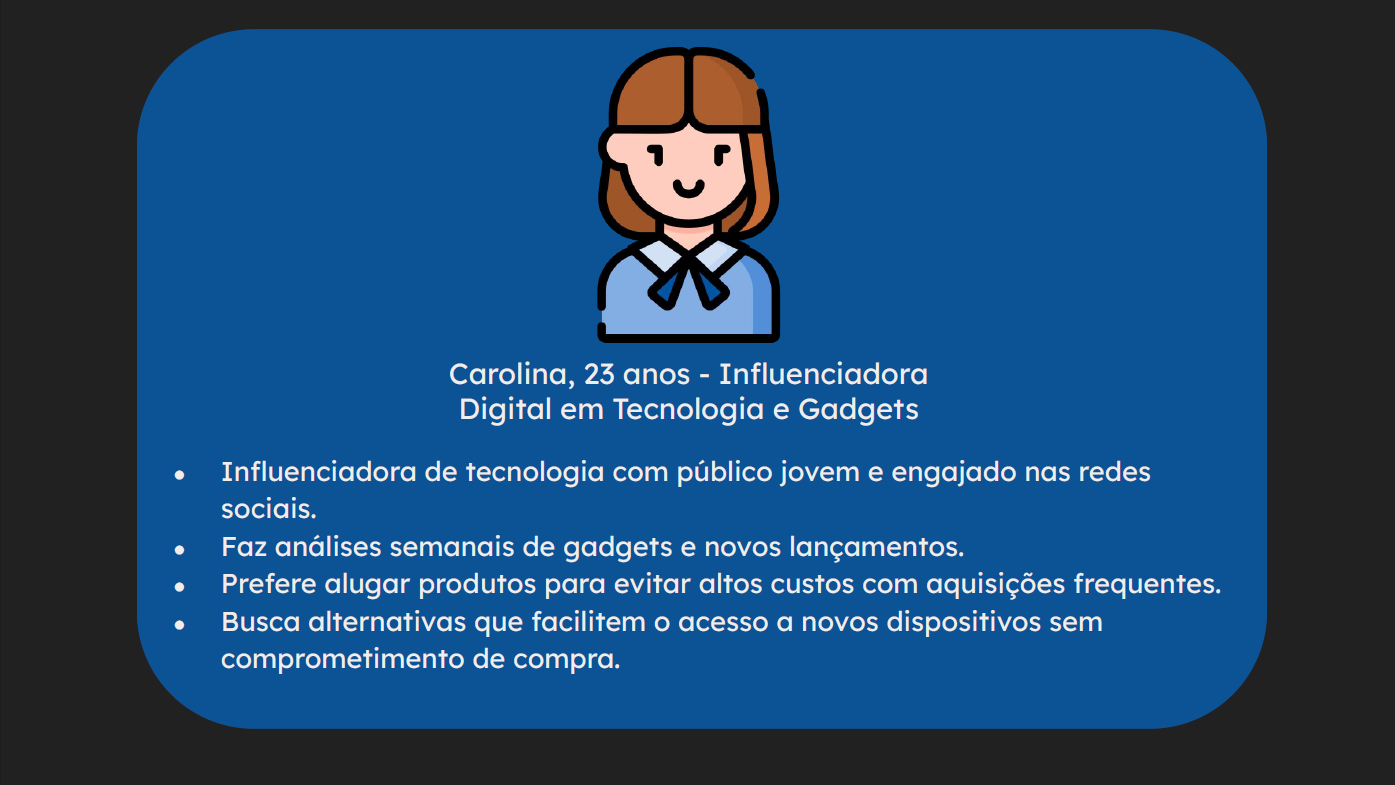 Carolina, 23 anos - Influenciadora
Digital em Tecnologia e Gadgets
● Influenciadora de tecnologia com público jovem e engajado nas redes
sociais.
● Faz análises semanais de gadgets e novos lançamentos.
● Prefere alugar produtos para evitar altos custos com aquisições frequentes.
● Busca alternativas que facilitem o acesso a novos dispositivos sem
comprometimento de compra.